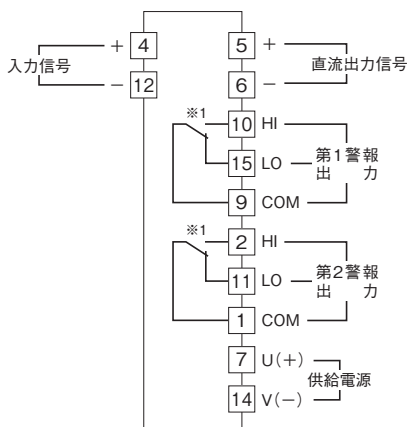 入力信号
+ 4
− 12
5 +
6 −
直流出力信号
※1
10 HI
15 LO
9 COM
第1警報
出 力
※1
2 HI
11 LO
1 COM
第2警報
出 力
7 U(+)
14 V(−)
供給電源